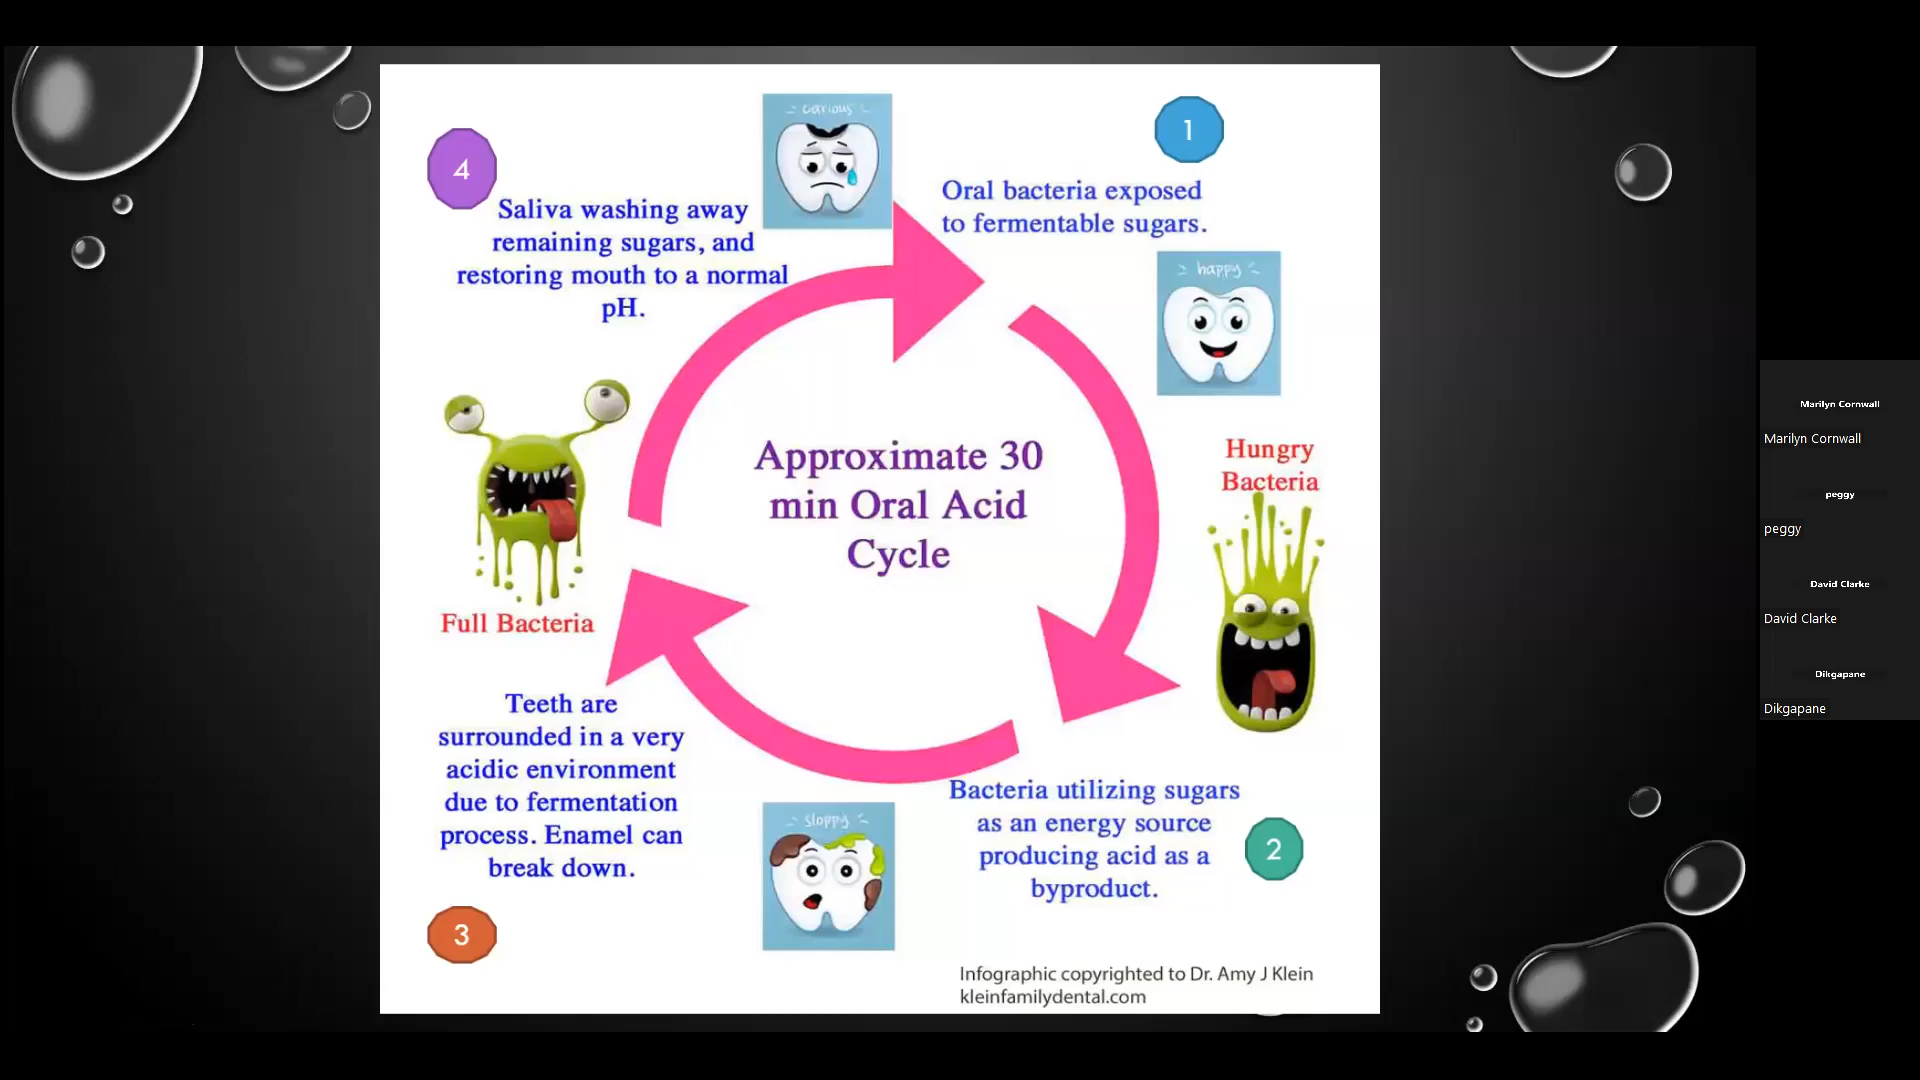 carious
1
4
Oral bacteria exposed
to fermentable sugars.
Saliva washing away
remaining sugars, and
restoring mouth to a normal
pH.
happy
Approximate 30
min Oral Acid
Cycle
Hungry
Bacteria
Full Bacteria
Teeth are
surrounded in a very
acidic environment
due to fermentation
process. Enamel can
break down.
3
sloppy
Bacteria utilizing sugars
as an energy source
producing acid as a
byproduct.
2
Infographic copyrighted to Dr. Amy J Klein
kleinfamilydental.com
Marilyn Cornwall
Marilyn Cornwall
peggy
peggy
David Clarke
David Clarke
Dikgapane
Dikgapane